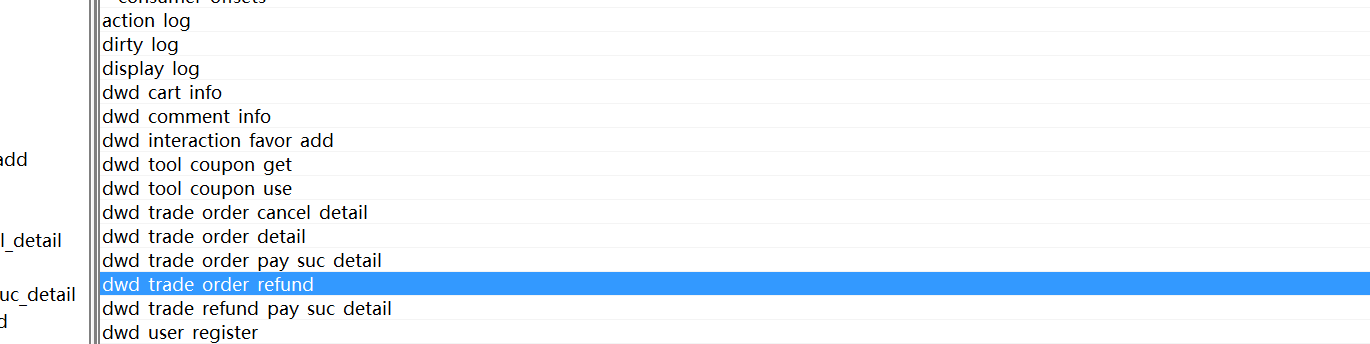 consumer offsets
action log
dirty log
display log
dwd cart info
dwd comment info
dwd interaction favor add
add
dwd tool coupon get
dwd tool coupon use
dwd trade order cancel detail
dwd trade order detail
l_detail
dwd trade order pay suc detail
dwd trade order refund
uc_detail
dwd trade refund pay suc detail
d
dwd user register